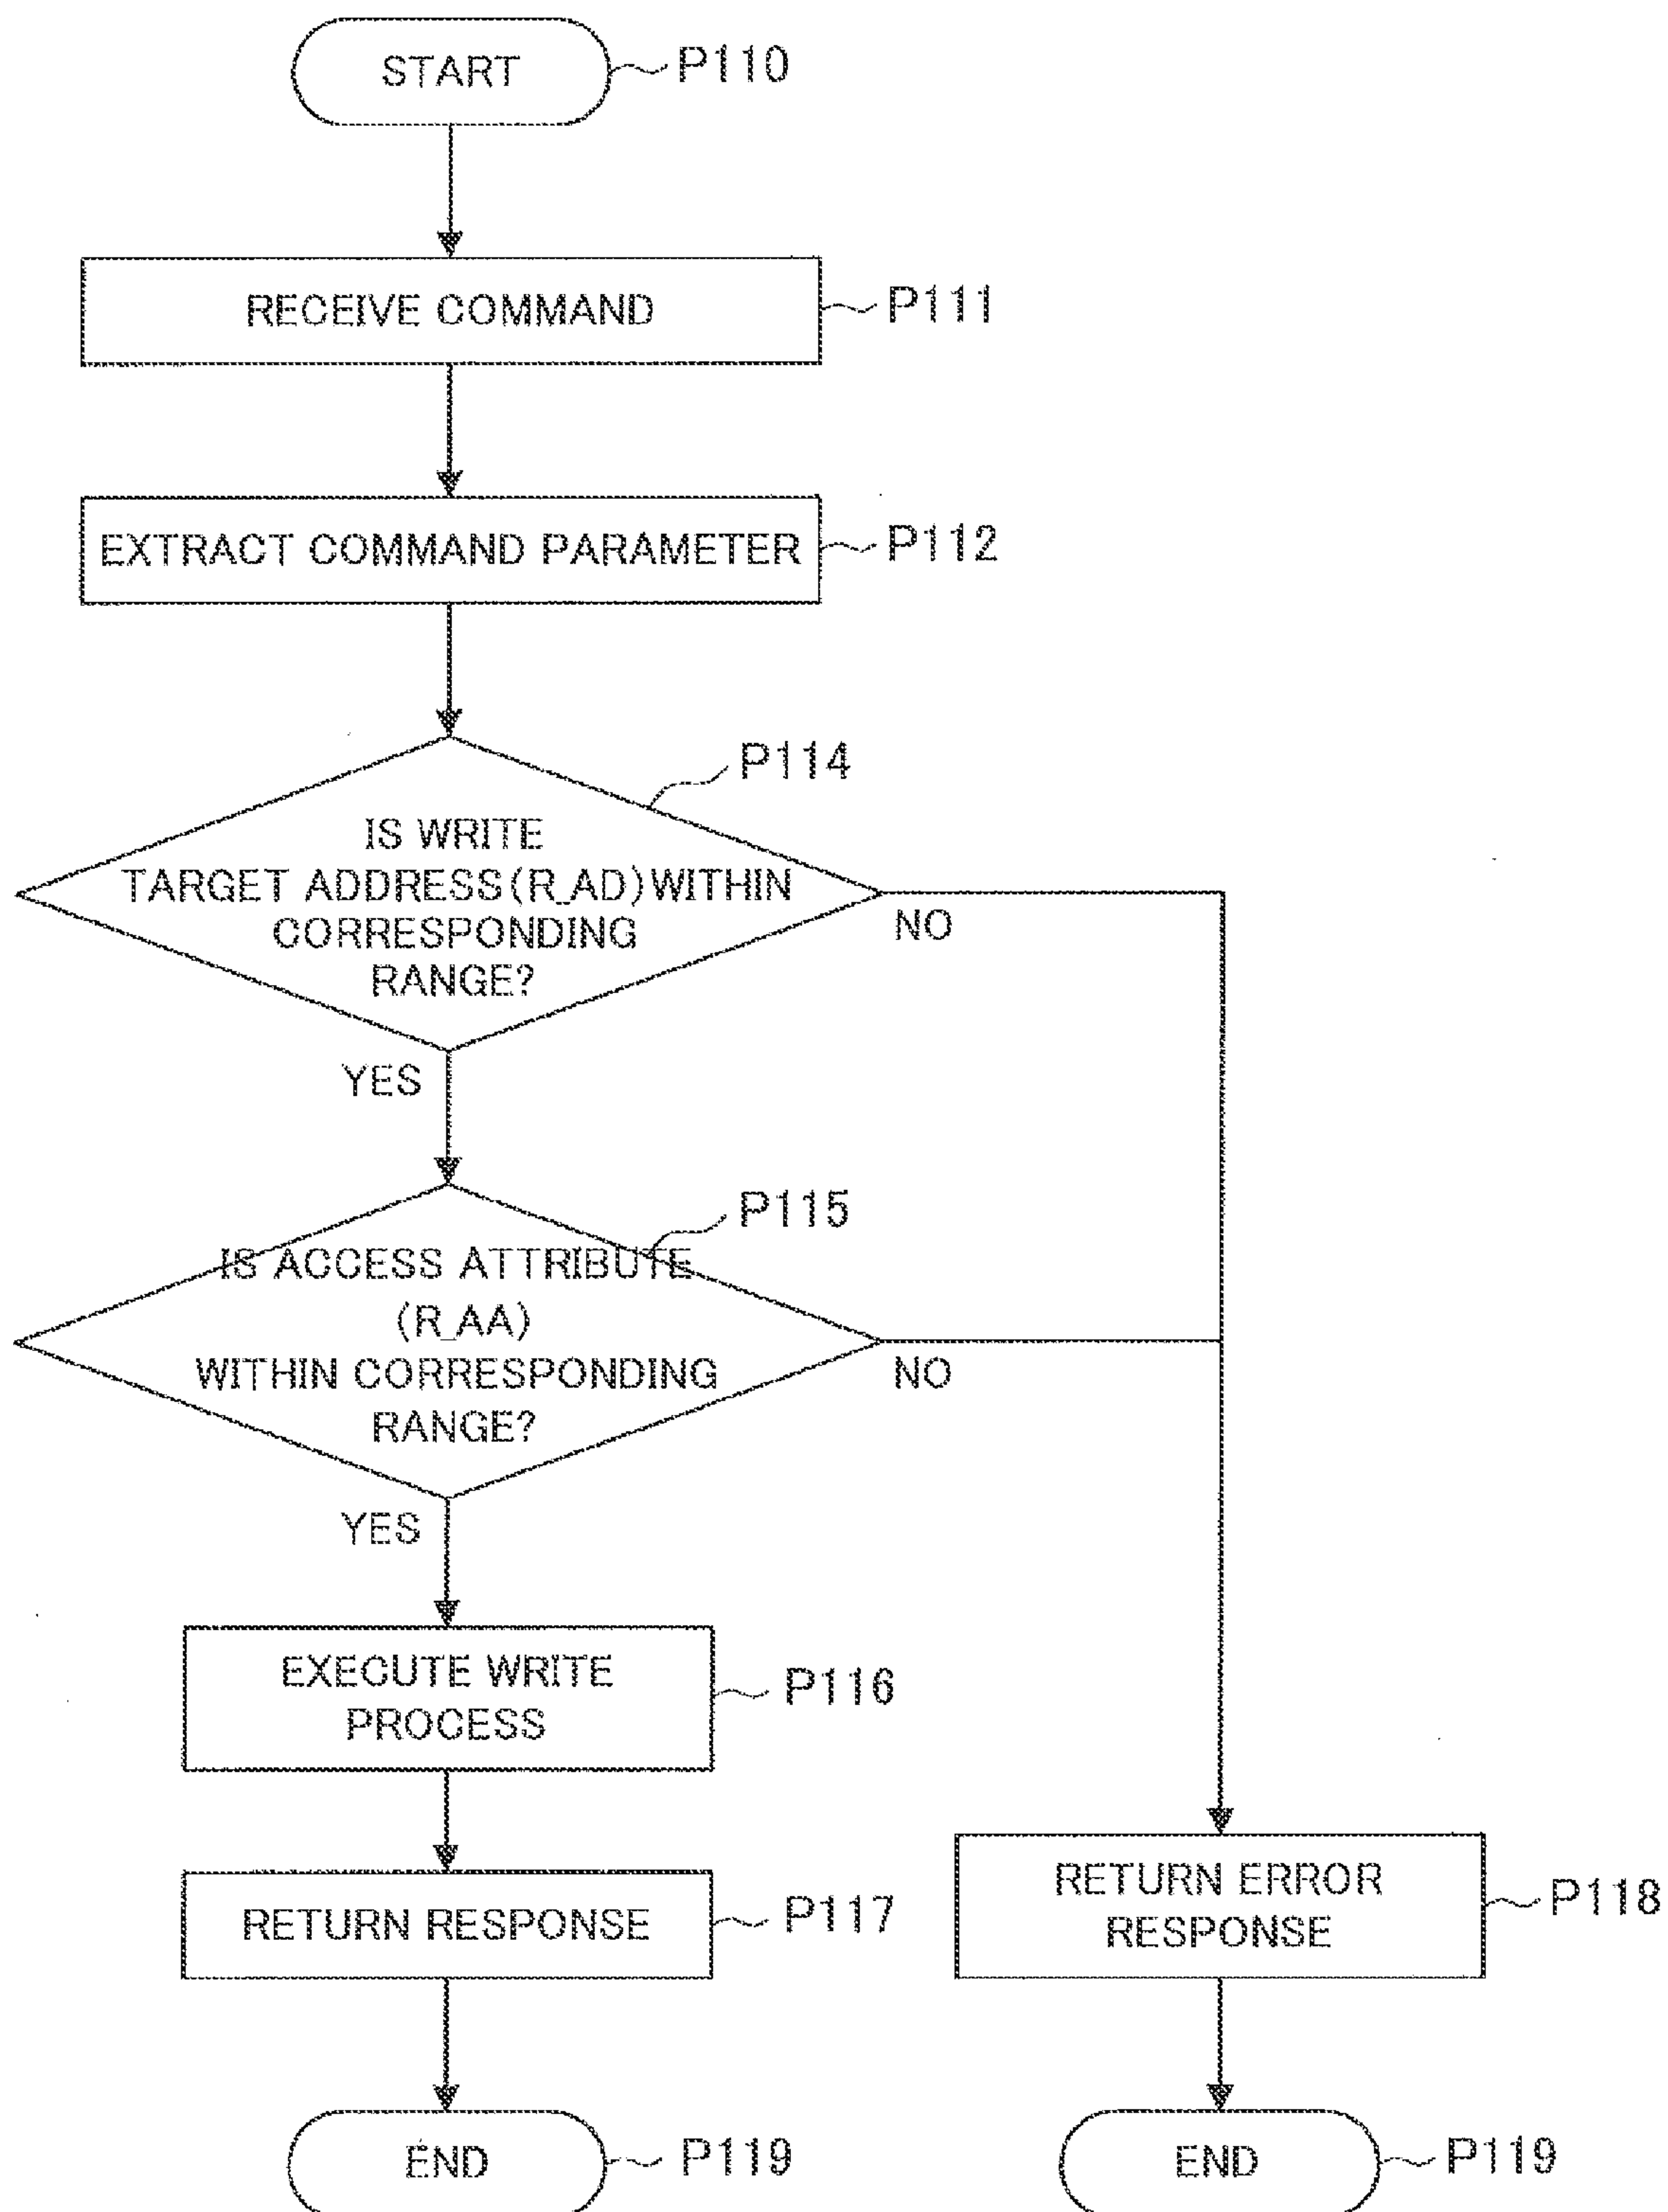 START
P110
RECEIVE COMMAND
P111
EXTRACT COMMAND PARAMETER
P112
P114
IS WRITE
TARGET ADDRESS(R_AD)WITHIN
CORRESPONDING
RANGE?
NO
YES
P115
IS ACCESS ATTRIBUTE
(R_AA)
WITHIN CORRESPONDING
RANGE?
NO
YES
EXECUTE WRITE
PROCESS
P116
RETURN RESPONSE
P117
RETURN ERROR
RESPONSE
P118
END
P119
END
P119